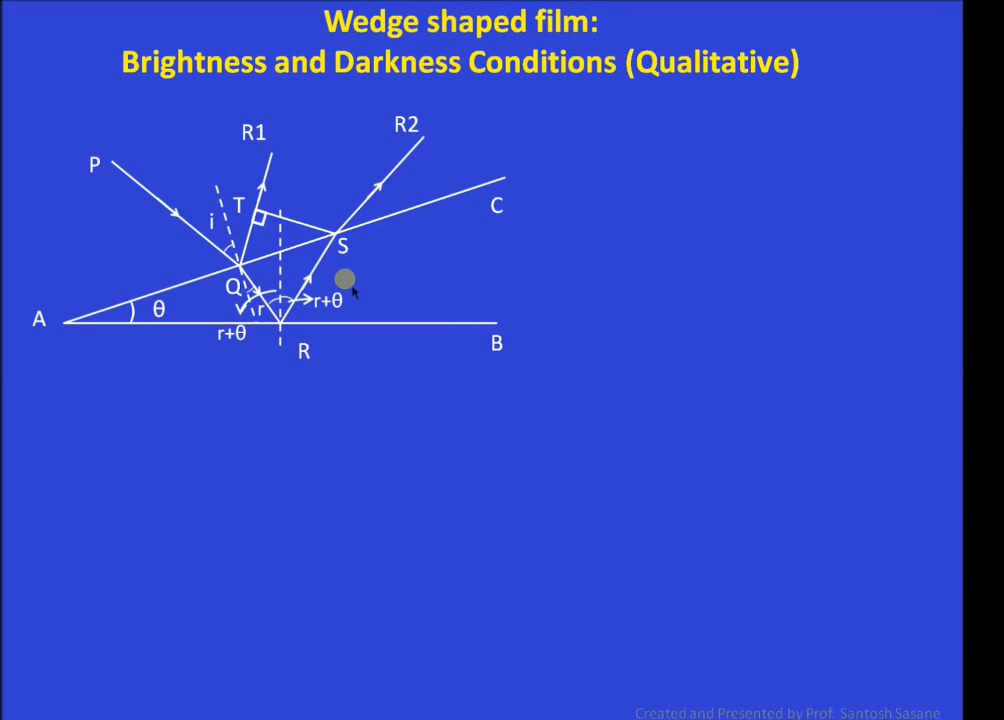 Wedge shaped film:
Brightness and Darkness Conditions (Qualitative)
R1
R2
P
T
i
C
S
Q
A
θ
r
r+θ
r+θ
R
B
Created and Presented by Prof. Santosh Sasane